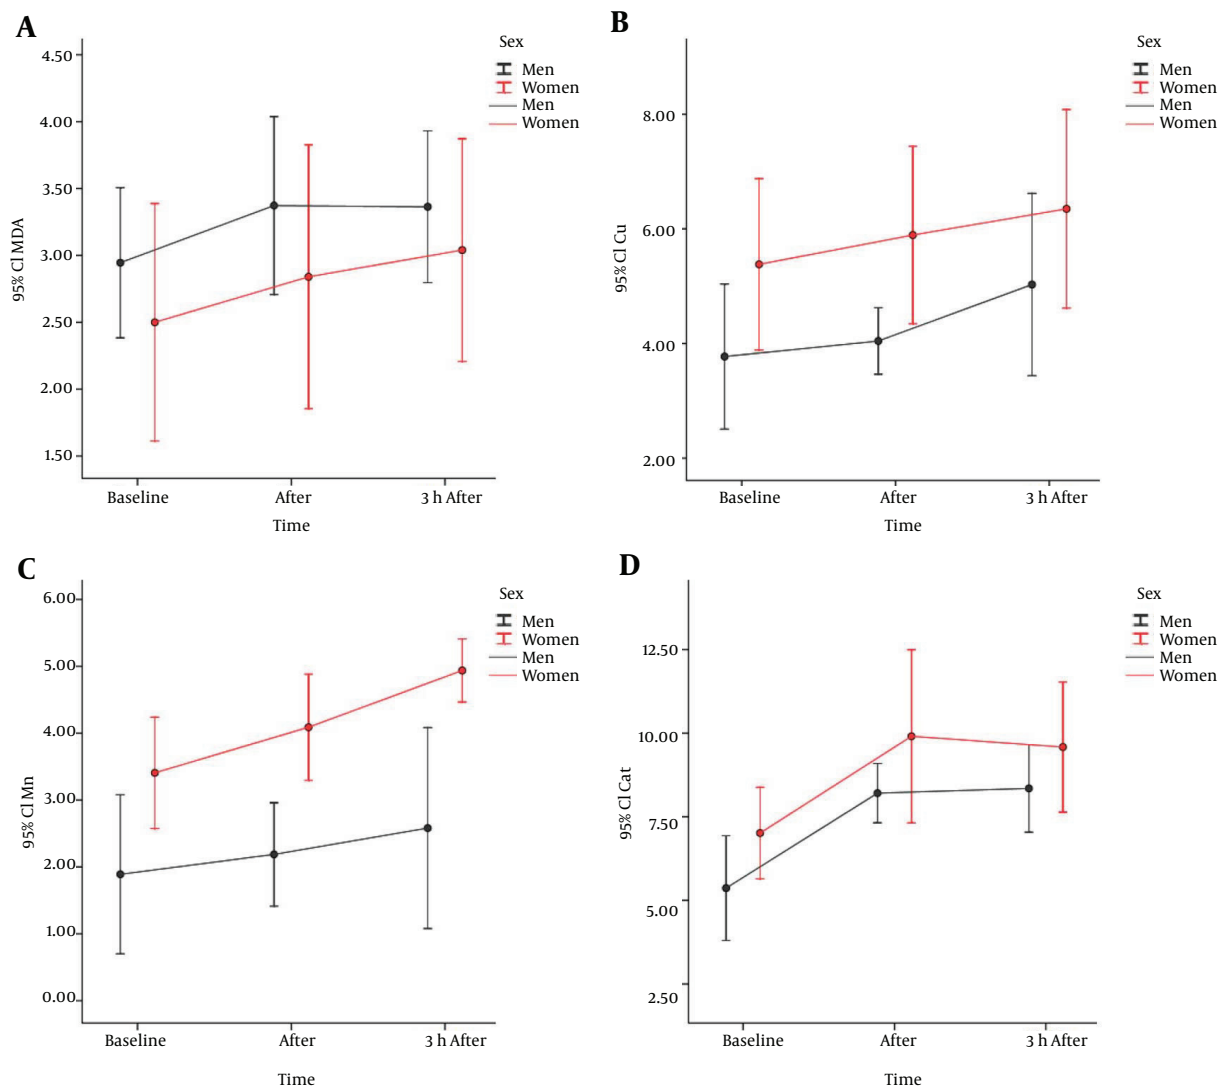 A
Sex
Men
Women
Men
Women
4.50
4.00
3.50
3.00
2.50
2.00
1.50
95% CI MDA
Baseline
After
3 h After
Time
B
Sex
Men
Women
Men
Women
8.00
6.00
4.00
2.00
95% CI Cu
Baseline
After
3 h After
Time
C
Sex
Men
Women
Men
Women
6.00
5.00
4.00
3.00
2.00
1.00
0.00
95% CI Mn
Baseline
After
3 h After
Time
D
Sex
Men
Women
Men
Women
12.50
10.00
7.50
5.00
2.50
95% CI Cat
Baseline
After
3 h After
Time